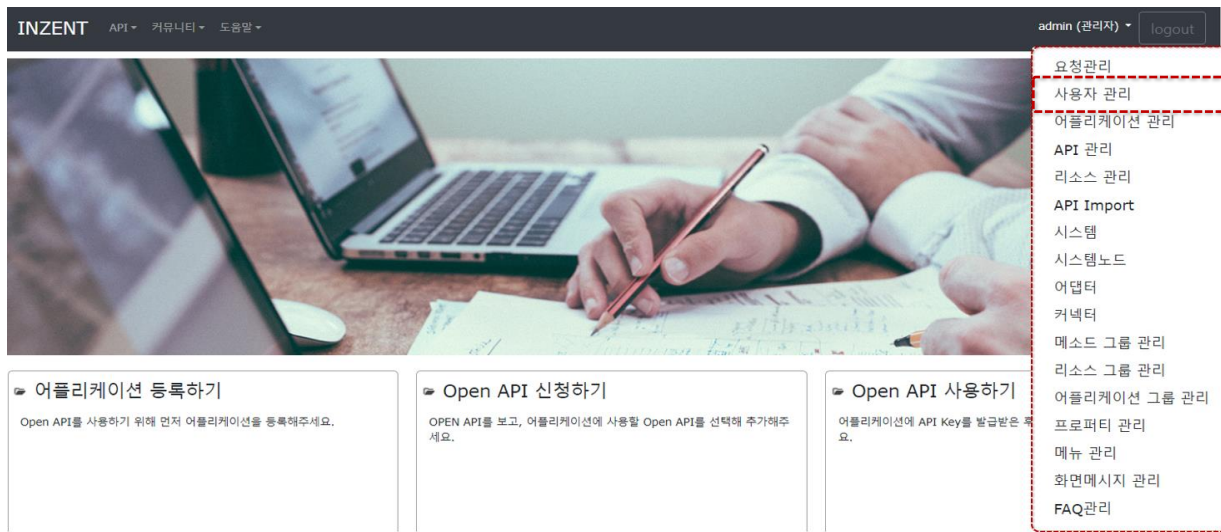 INZENT API 커뮤니티 도움말 admin (관리자) logout
요청관리
사용자 관리
어플리케이션 관리
API 관리
리소스 관리
API Import
시스템
시스템노드
어댑터
커넥터
메소드 그룹 관리
리소스 그룹 관리
어플리케이션 그룹 관리
프로퍼티 관리
메뉴 관리
화면메시지 관리
FAQ관리
어플리케이션 등록하기
Open API를 사용하기 위해 먼저 어플리케이션을 등록해주세요.
Open API 신청하기
OPEN API를 보고, 어플리케이션에 사용할 Open API를 선택해 추가해주
세요.
Open API 사용하기
어플리케이션에 API Key를 발급받은 후
요.